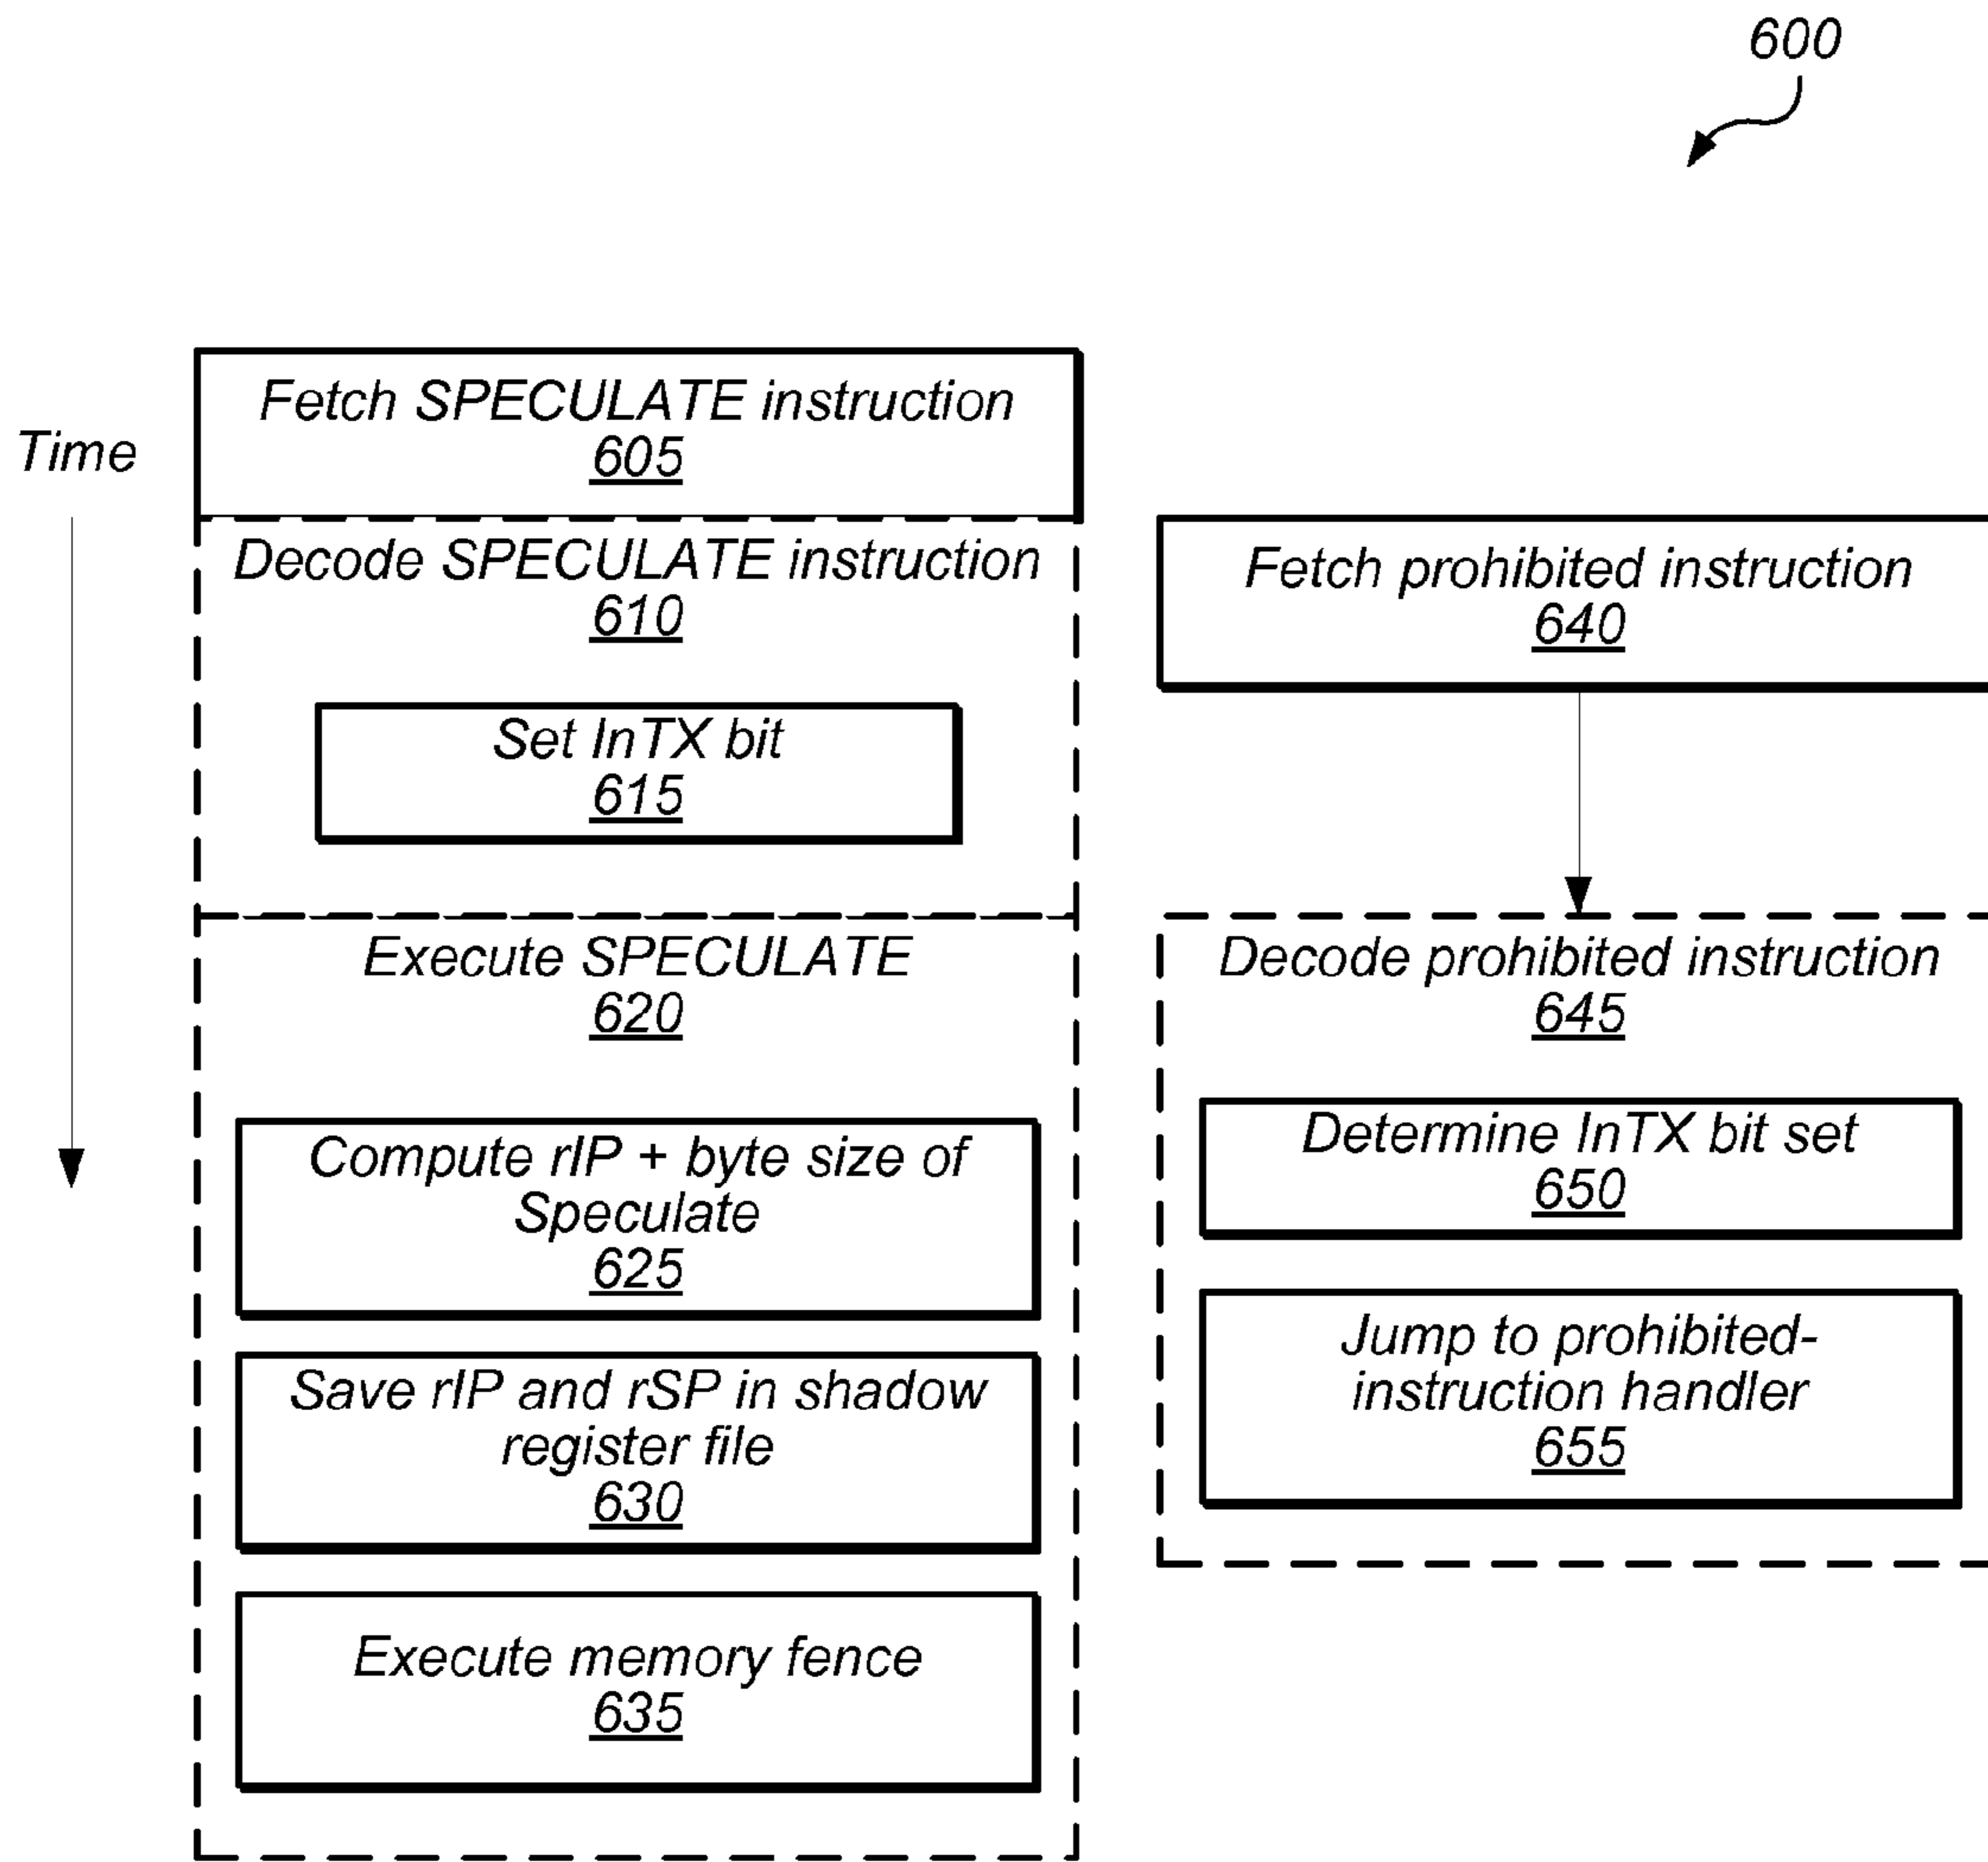 600
Time
Fetch SPECULATE instruction
605
Decode SPECULATE instruction
610
Set InTX bit
615
Execute SPECULATE
620
Compute rIP + byte size of
Speculate
625
Save rIP and rSP in shadow
register file
630
Execute memory fence
635
Fetch prohibited instruction
640
Decode prohibited instruction
645
Determine InTX bit set
650
Jump to prohibited-
instruction handler
655